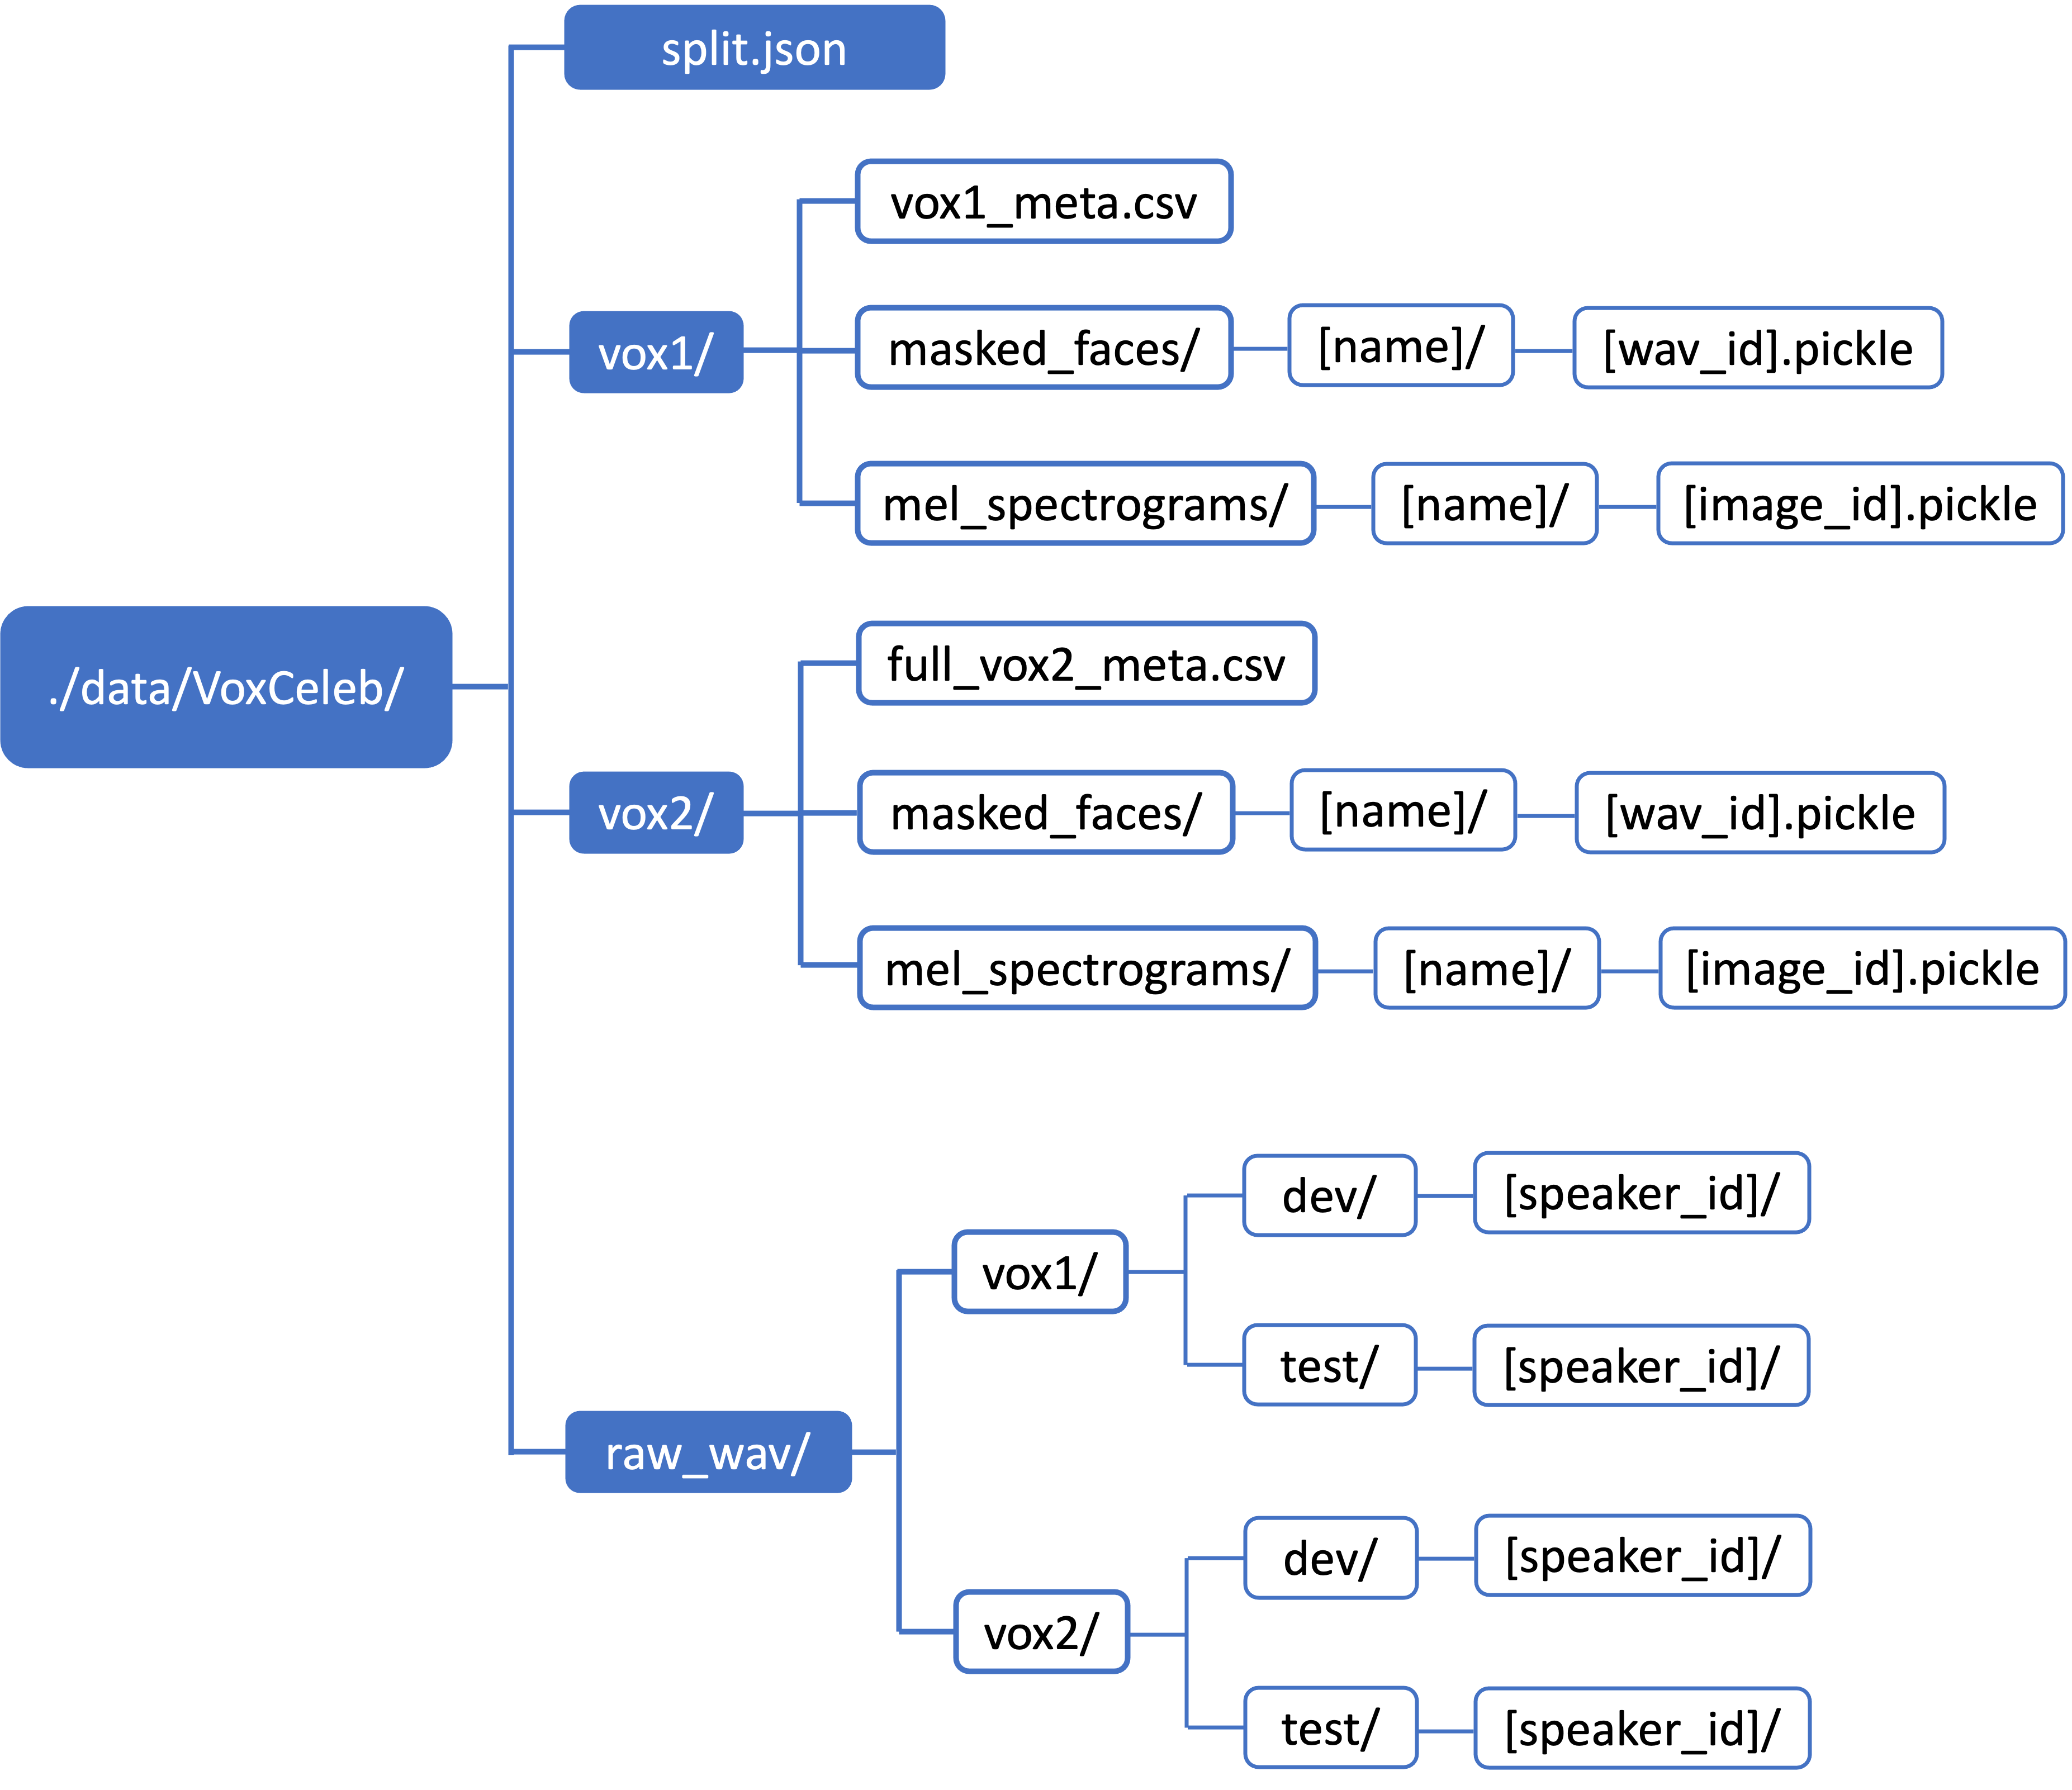 split.json
vox1_meta.csv
vox1/
masked_faces/
[name]/
[wav_id].pickle
mel_spectrograms/
[name]/
[image_id].pickle
./data/VoxCeleb/
full_vox2_meta.csv
vox2/
masked_faces/
[name]/
[wav_id].pickle
mel_spectrograms/
[name]/
[image_id].pickle
raw_wav/
vox1/
dev/
[speaker_id]/
test/
[speaker_id]/
vox2/
dev/
[speaker_id]/
test/
[speaker_id]/